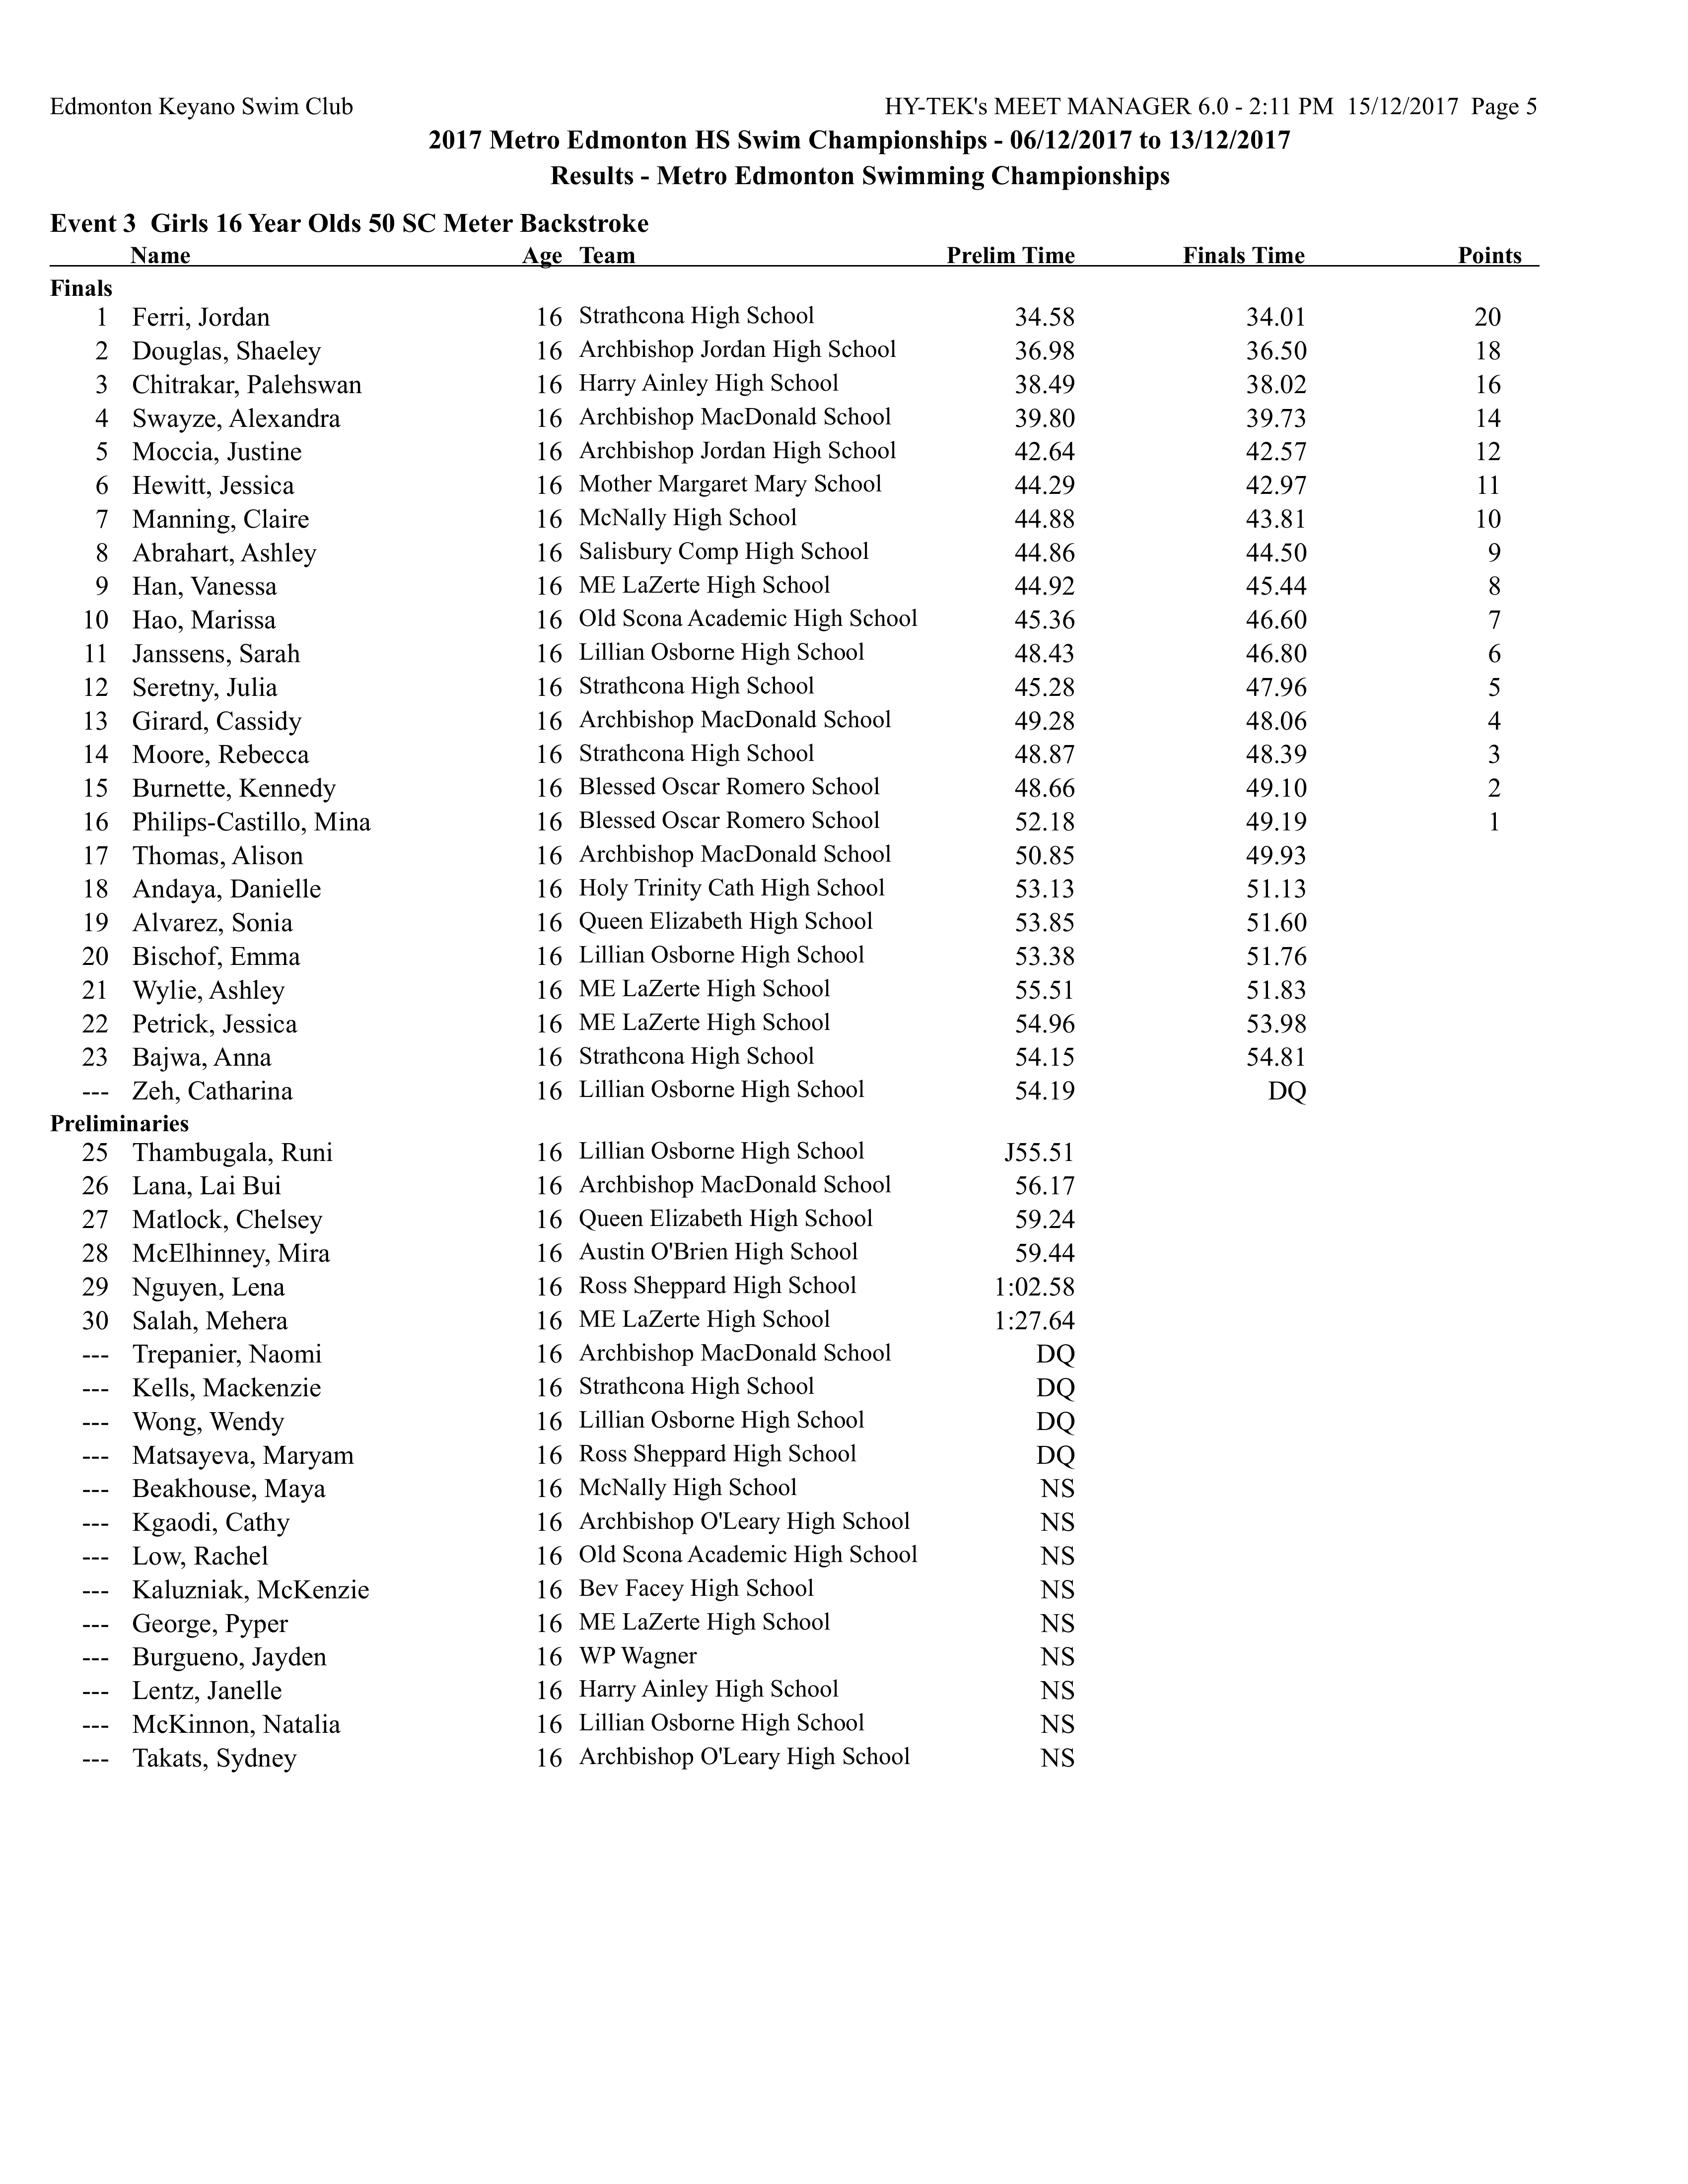 Edmonton Keyano Swim Club HY-TEK's MEET MANAGER 6.0 - 2:11 PM 15/12/2017 Page 5
2017 Metro Edmonton HS Swim Championships - 06/12/2017 to 13/12/2017
Results - Metro Edmonton Swimming Championships
Event 3 Girls 16 Year Olds 50 SC Meter Backstroke
Name Age Team Prelim Time Finals Time Points
Finals
1 Ferri, Jordan 16 Strathcona High School 34.58 34.01 20
2 Douglas, Shaeley 16 Archbishop Jordan High School 36.98 36.50 18
3 Chitrakar, Palehswan 16 Harry Ainley High School 38.49 38.02 16
4 Swayze, Alexandra 16 Archbishop MacDonald School 39.80 39.73 14
5 Moccia, Justine 16 Archbishop Jordan High School 42.64 42.57 12
6 Hewitt, Jessica 16 Mother Margaret Mary School 44.29 42.97 11
7 Manning, Claire 16 McNally High School 44.88 43.81 10
8 Abrahart, Ashley 16 Salisbury Comp High School 44.86 44.50 9
9 Han, Vanessa 16 ME LaZerte High School 44.92 45.44 8
10 Hao, Marissa 16 Old Scona Academic High School 45.36 46.60 7
11 Janssens, Sarah 16 Lillian Osborne High School 48.43 46.80 6
12 Seretny, Julia 16 Strathcona High School 45.28 47.96 5
13 Girard, Cassidy 16 Archbishop MacDonald School 49.28 48.06 4
14 Moore, Rebecca 16 Strathcona High School 48.87 48.39 3
15 Burnette, Kennedy 16 Blessed Oscar Romero School 48.66 49.10 2
16 Philips-Castillo, Mina 16 Blessed Oscar Romero School 52.18 49.19 1
17 Thomas, Alison 16 Archbishop MacDonald School 50.85 49.93
18 Andaya, Danielle 16 Holy Trinity Cath High School 53.13 51.13
19 Alvarez, Sonia 16 Queen Elizabeth High School 53.85 51.60
20 Bischof, Emma 16 Lillian Osborne High School 53.38 51.76
21 Wylie, Ashley 16 ME LaZerte High School 55.51 51.83
22 Petrick, Jessica 16 ME LaZerte High School 54.96 53.98
23 Bajwa, Anna 16 Strathcona High School 54.15 54.81
--- Zeh, Catharina 16 Lillian Osborne High School 54.19 DQ
Preliminaries
25 Thambugala, Runi 16 Lillian Osborne High School J55.51
26 Lana, Lai Bui 16 Archbishop MacDonald School 56.17
27 Matlock, Chelsey 16 Queen Elizabeth High School 59.24
28 McElhinney, Mira 16 Austin O'Brien High School 59.44
29 Nguyen, Lena 16 Ross Sheppard High School 1:02.58
30 Salah, Mehera 16 ME LaZerte High School 1:27.64
--- Trepanier, Naomi 16 Archbishop MacDonald School DQ
--- Kells, Mackenzie 16 Strathcona High School DQ
--- Wong, Wendy 16 Lillian Osborne High School DQ
--- Matsayeva, Maryam 16 Ross Sheppard High School DQ
--- Beakhouse, Maya 16 McNally High School NS
--- Kgaodi, Cathy 16 Archbishop O'Leary High School NS
--- Low, Rachel 16 Old Scona Academic High School NS
--- Kaluzniak, McKenzie 16 Bev Facey High School NS
--- George, Pyper 16 ME LaZerte High School NS
--- Burgueno, Jayden 16 WP Wagner NS
--- Lentz, Janelle 16 Harry Ainley High School NS
--- McKinnon, Natalia 16 Lillian Osborne High School NS
--- Takats, Sydney 16 Archbishop O'Leary High School NS